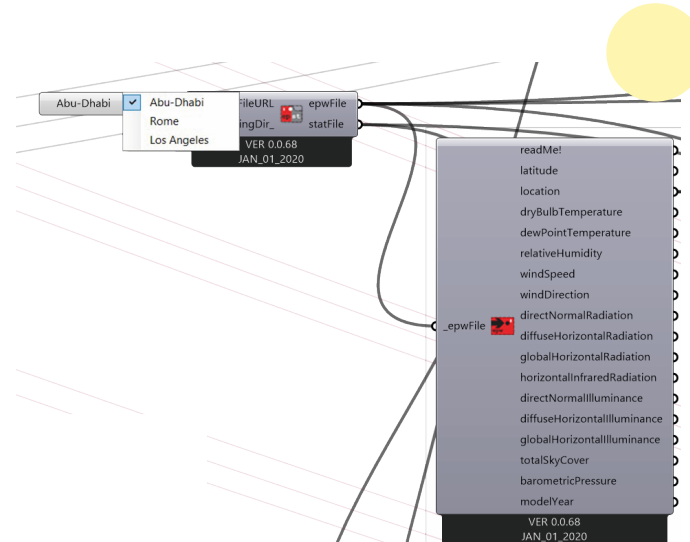 Abu-Dhabi
Abu-Dhabi
Rome
Los Angeles
FileURL
ingDir_
epwFile
statFile
VER 0.0.68
JAN_01_2020
_epwFile
readMe!
latitude
location
dryBulbTemperature
dewPointTemperature
relativeHumidity
windSpeed
windDirection
directNormalRadiation
diffuseHorizontalRadiation
globalHorizontalRadiation
horizontalInfraredRadiation
directNormalIlluminance
diffuseHorizontalIlluminance
globalHorizontalIlluminance
totalSkyCover
barometricPressure
modelYear
VER 0.0.68
JAN_01_2020